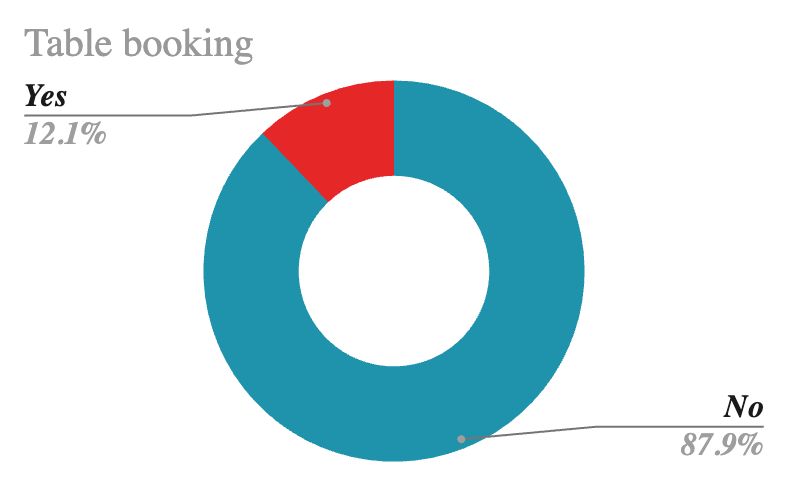 Table booking
Yes
12.1%
No
87.9%